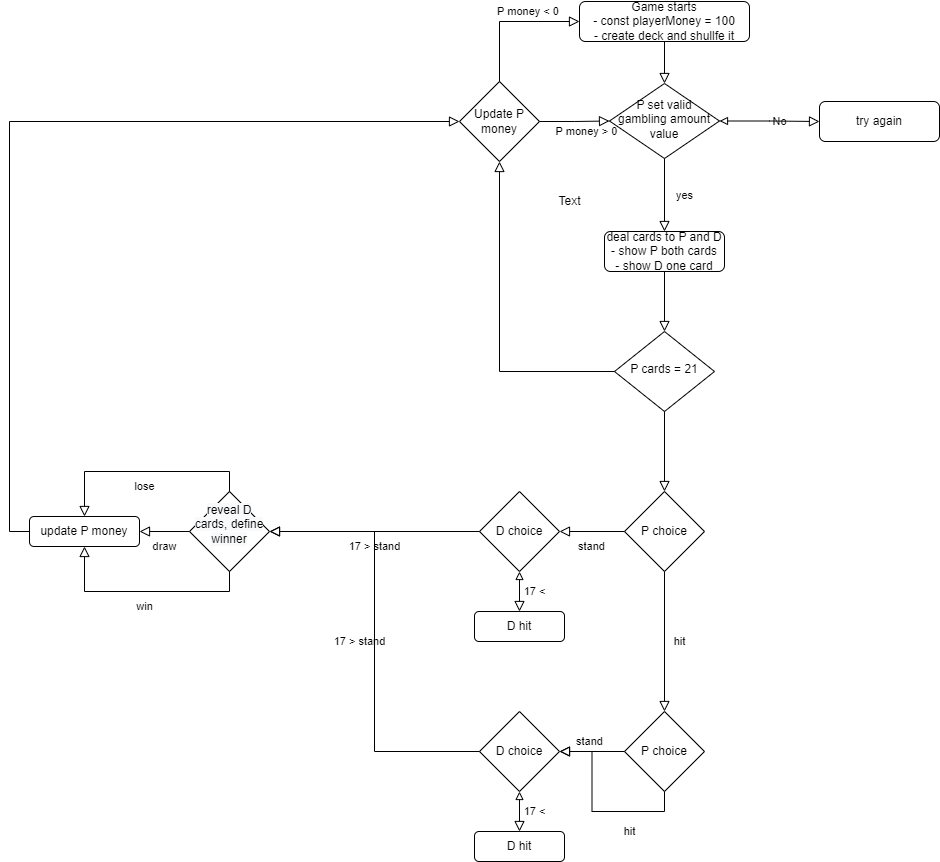 P money < 0
Game starts
- const playerMoney = 100
- create deck and shullfe it
Update P
money
P money > 0
P set valid
gambling amount
value
No
try again
Text
yes
deal cards to P and D
- show P both cards
- show D one card
P cards = 21
lose
update P money
draw
reveal D
cards, define
winner
win
17 > stand
D choice
stand
P choice
17 <
D hit
17 > stand
hit
D choice
stand
P choice
17 <
hit
D hit